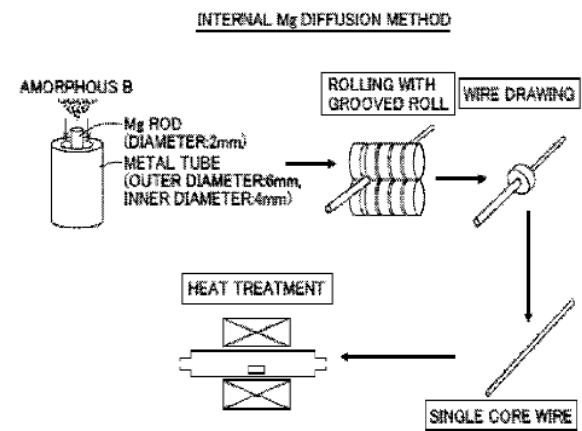 INTERNAL Mg DIFFUSION METHOD
AMORPHOUS B
Mg ROD
(DIAMETER:2mm)
METAL TUBE
(OUTER DIAMETER:6mm,
INNER DIAMETER:4mm)
ROLLING WITH
GROOVED ROLL
WIRE DRAWING
HEAT TREATMENT
SINGLE CORE WIRE